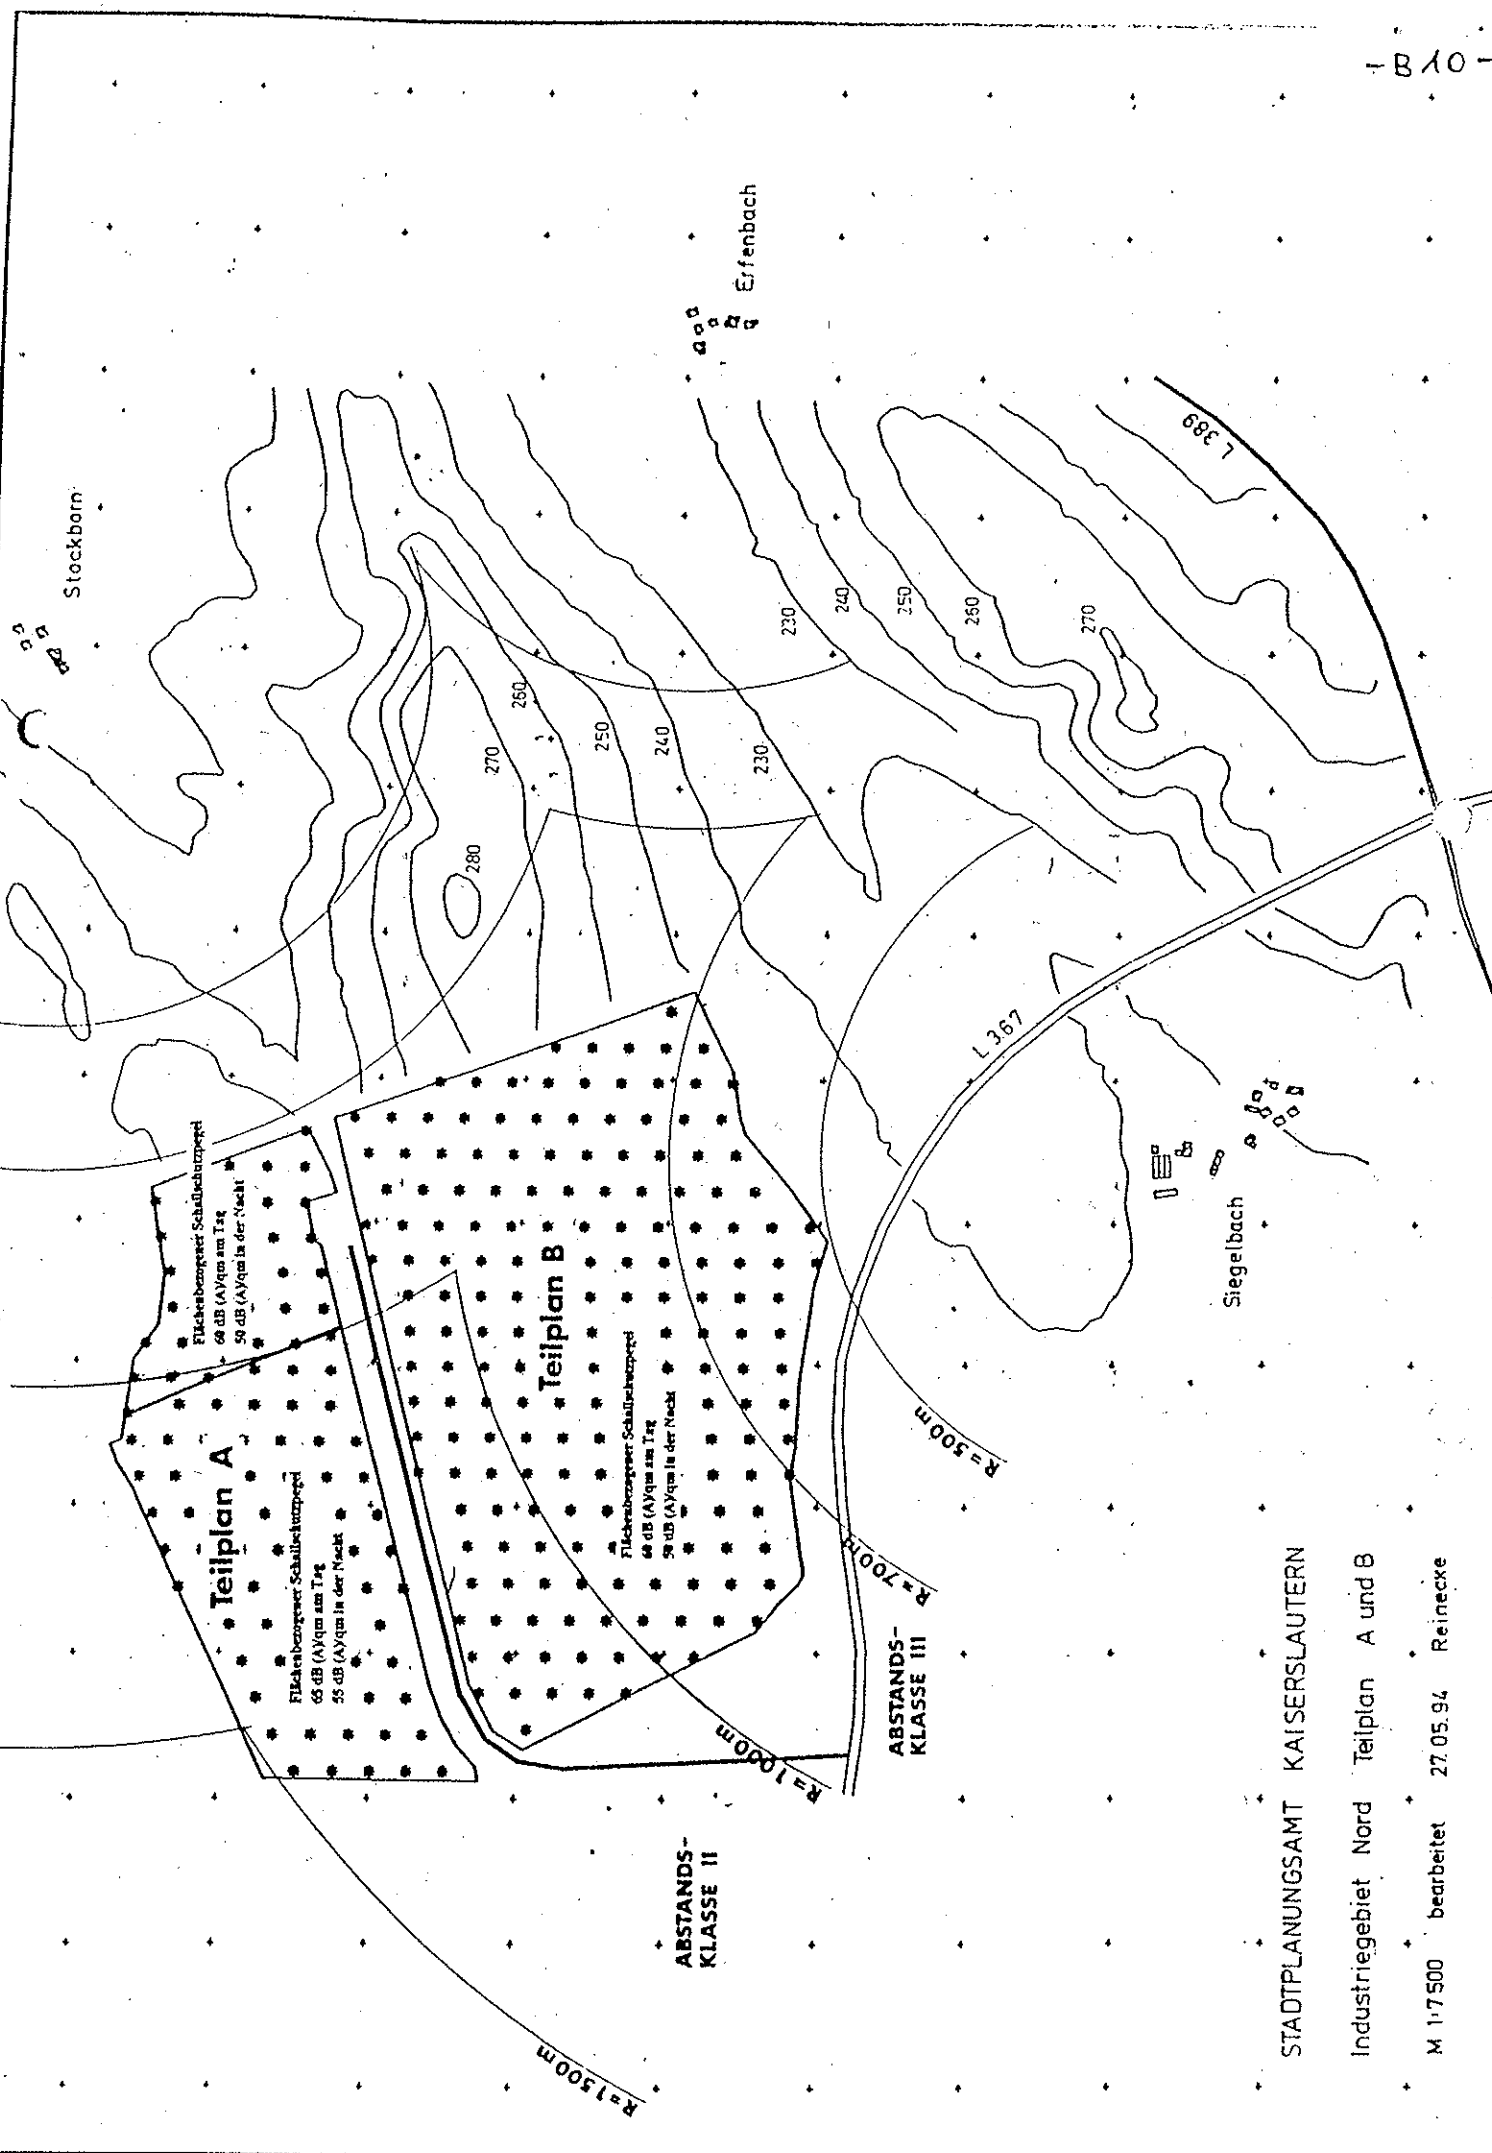 -B10-
Stockborn
Erfenbach
L 389
230
240
250
260
270
260
250
240
230
270
280
L 367
Siegelbach
Flächenbezogener Schallschutzpegel
60 dB (A)/qm am Tag
50 dB (A)/qm in der Nacht
Teilplan A
Flächenbezogener Schallschutzpegel
65 dB (A)/qm am Tag
55 dB (A)/qm in der Nacht
Teilplan B
Flächenbezogener Schallschutzpegel
60 dB (A)/qm am Tag
50 dB (A)/qm in der Nacht
R=500m
R=700m
R=1000m
R=1500m
ABSTANDS-
KLASSE III
ABSTANDS-
KLASSE II
STADTPLANUNGSAMT KAISERSLAUTERN
Industriegebiet Nord Teilplan A und B
M 1:7500 bearbeitet 27.05.94 Reinecke